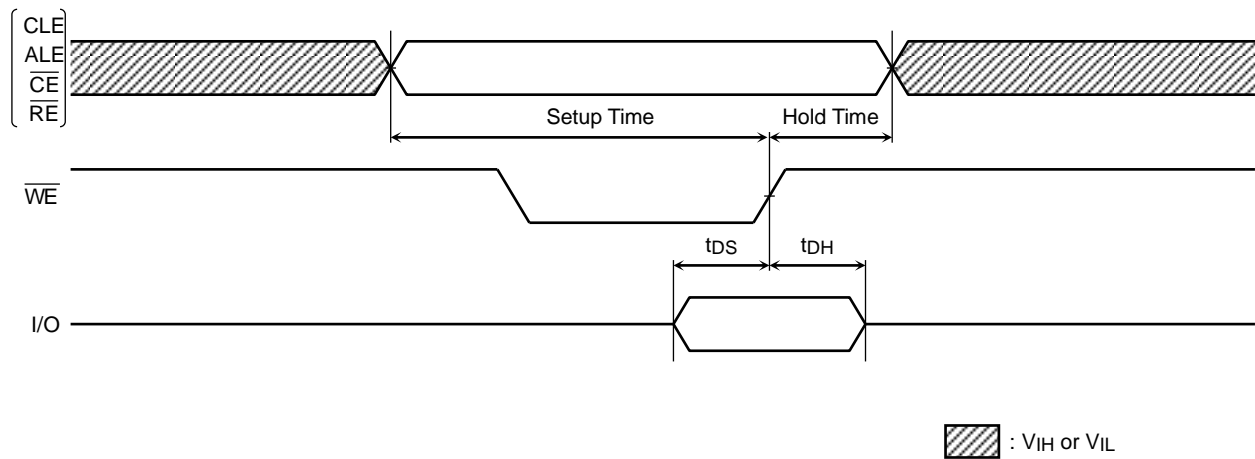 CLE
ALE
CE
RE
Setup Time
Hold Time
WE
tDS
tDH
I/O
: VIH or VIL